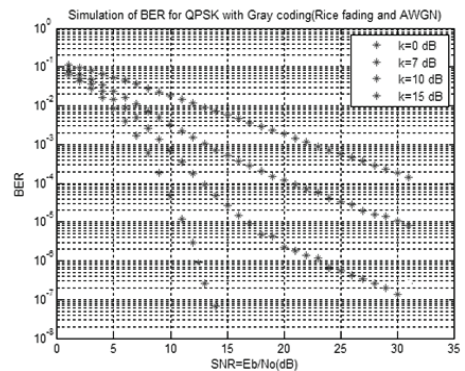 Simulation of BER for QPSK with Gray coding(Rice fading and AWGN)
10^0
10^-1
10^-2
10^-3
10^-4
10^-5
10^-6
10^-7
10^-8
BER
k=0 dB
k=7 dB
k=10 dB
k=15 dB
0 5 10 15 20 25 30 35
SNR=Eb/No(dB)